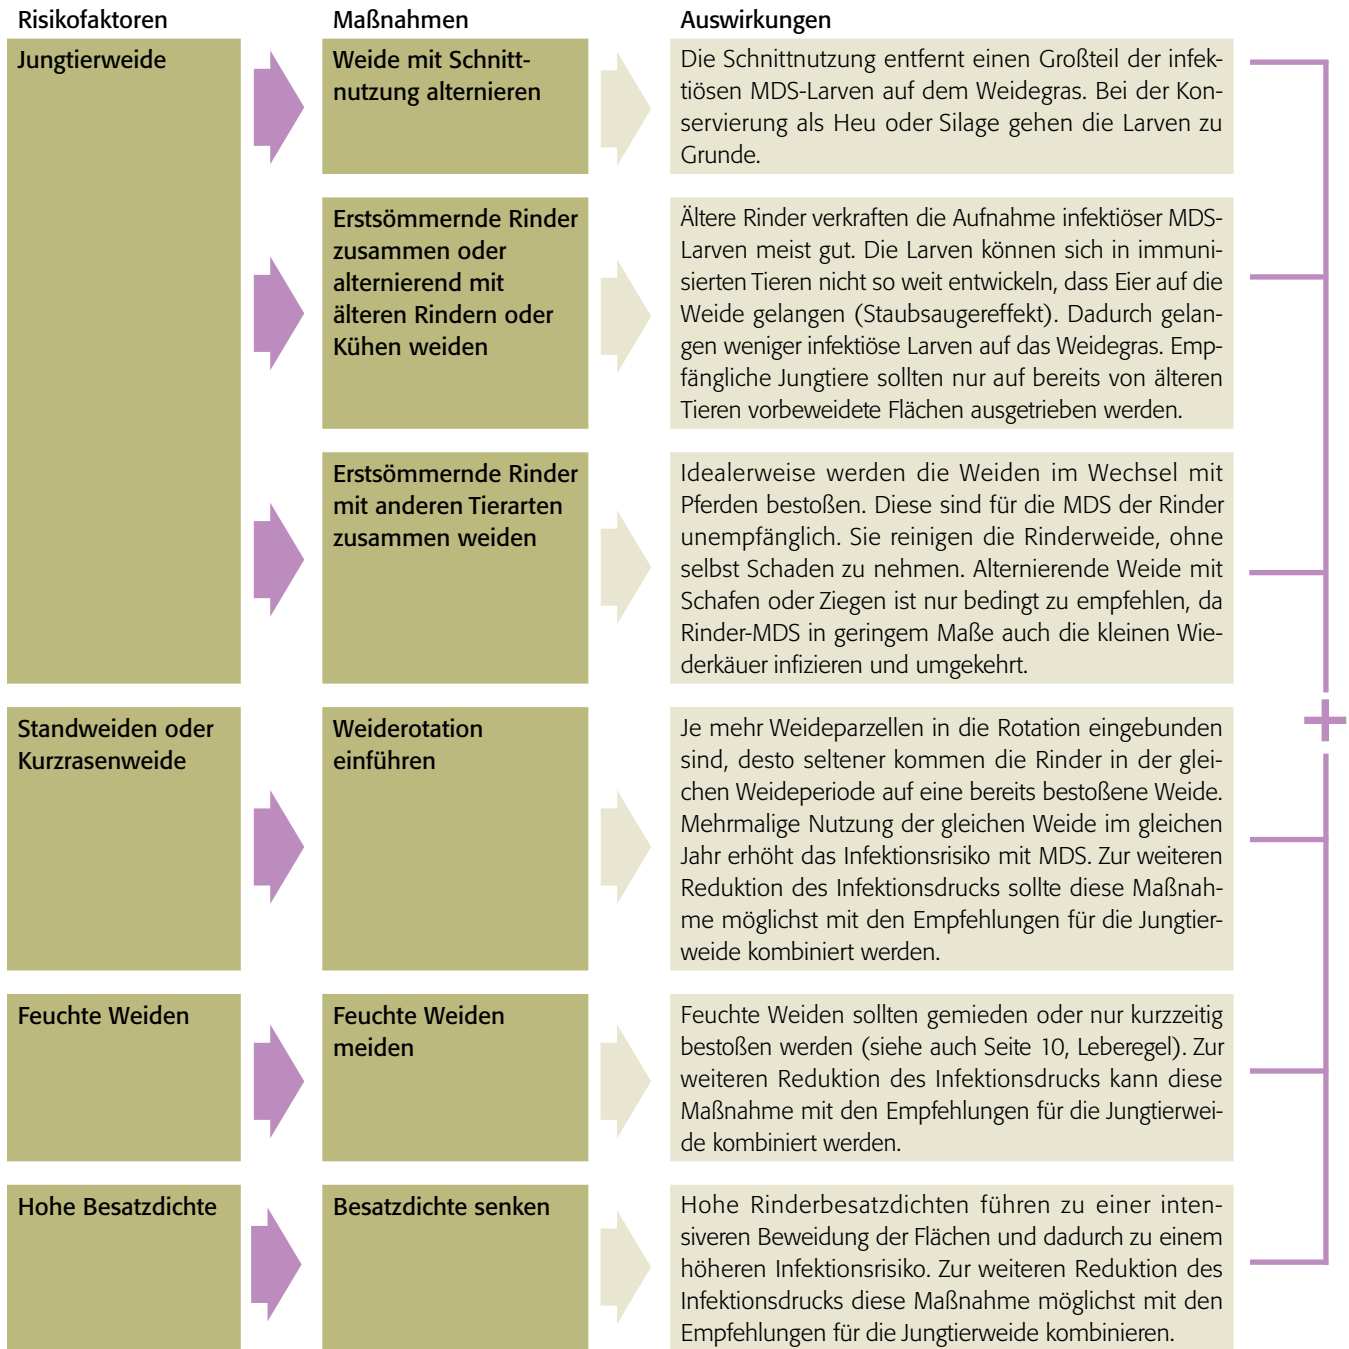 Risikofaktoren Maßnahmen Auswirkungen
Jungtierweide
Weide mit Schnitt-
nutzung alternieren
Die Schnittnutzung entfernt einen Großteil der infek-
tiösen MDS-Larven auf dem Weidegras. Bei der Kon-
servierung als Heu oder Silage gehen die Larven zu
Grunde.
Erstsömmernde Rinder
zusammen oder
alternierend mit
älteren Rindern oder
Kühen weiden
Ältere Rinder verkraften die Aufnahme infektiöser MDS-
Larven meist gut. Die Larven können sich in immuni-
sierten Tieren nicht so weit entwickeln, dass Eier auf die
Weide gelangen (Staubsaugereffekt). Dadurch gelan-
gen weniger infektiöse Larven auf das Weidegras. Emp-
fängliche Jungtiere sollten nur auf bereits von älteren
Tieren vorbeweidete Flächen ausgetrieben werden.
Erstsömmernde Rinder
mit anderen Tierarten
zusammen weiden
Idealerweise werden die Weiden im Wechsel mit
Pferden bestoßen. Diese sind für die MDS der Rinder
unempfänglich. Sie reinigen die Rinderweide, ohne
selbst Schaden zu nehmen. Alternierende Weide mit
Schafen oder Ziegen ist nur bedingt zu empfehlen, da
Rinder-MDS in geringem Maße auch die kleinen Wie-
derkäuer infizieren und umgekehrt.
Standweiden oder
Kurzrasenweide
Weiderotation
einführen
Je mehr Weideparzellen in die Rotation eingebunden
sind, desto seltener kommen die Rinder in der glei-
chen Weideperiode auf eine bereits bestoßene Weide.
Mehrmalige Nutzung der gleichen Weide im gleichen
Jahr erhöht das Infektionsrisiko mit MDS. Zur weiteren
Reduktion des Infektionsdrucks sollte diese Maßnah-
me möglichst mit den Empfehlungen für die Jungtier-
weide kombiniert werden.
+
Feuchte Weiden
Feuchte Weiden
meiden
Feuchte Weiden sollten gemieden oder nur kurzzeitig
bestoßen werden (siehe auch Seite 10, Leberegel). Zur
weiteren Reduktion des Infektionsdrucks kann diese
Maßnahme mit den Empfehlungen für die Jungtierwei-
de kombiniert werden.
Hohe Besatzdichte
Besatzdichte senken
Hohe Rinderbesatzdichten führen zu einer inten-
siveren Beweidung der Flächen und dadurch zu einem
höheren Infektionsrisiko. Zur weiteren Reduktion des
Infektionsdrucks diese Maßnahme möglichst mit den
Empfehlungen für die Jungtierweide kombinieren.